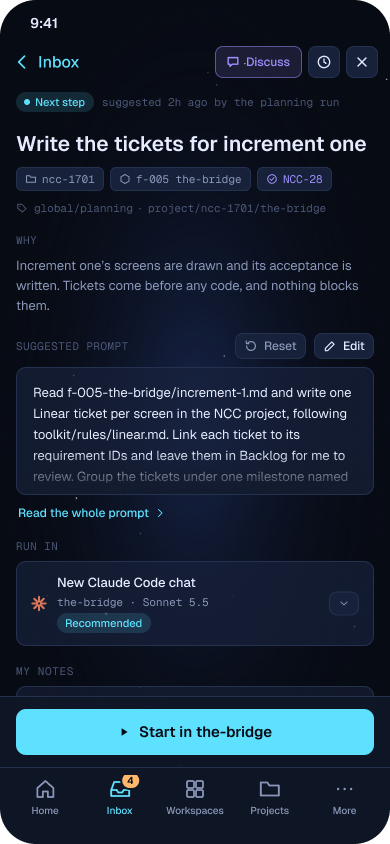 9:41
Inbox
Discuss
Next step
suggested 2h ago by the planning run
Write the tickets for increment one
ncc-1701
f-005 the-bridge
NCC-28
global/planning · project/ncc-1701/the-bridge
WHY
Increment one's screens are drawn and its acceptance is
written. Tickets come before any code, and nothing blocks
them.
SUGGESTED PROMPT
Reset
Edit
Read f-005-the-bridge/increment-1.md and write one
Linear ticket per screen in the NCC project, following
toolkit/rules/linear.md. Link each ticket to its
requirement IDs and leave them in Backlog for me to
review. Group the tickets under one milestone named
Read the whole prompt
RUN IN
New Claude Code chat
the-bridge · Sonnet 5.5
Recommended
MY NOTES
Start in the-bridge
4
Home
Inbox
Workspaces
Projects
More